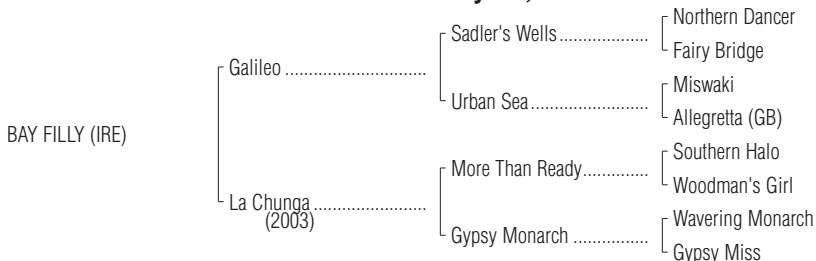 Northern Dancer
Sadler's Wells
Fairy Bridge
Galileo
Miswaki
Urban Sea
Allegretta (GB)
BAY FILLY (IRE)
Southern Halo
More Than Ready
Woodman's Girl
La Chunga
(2003)
Wavering Monarch
Gypsy Monarch
Gypsy Miss